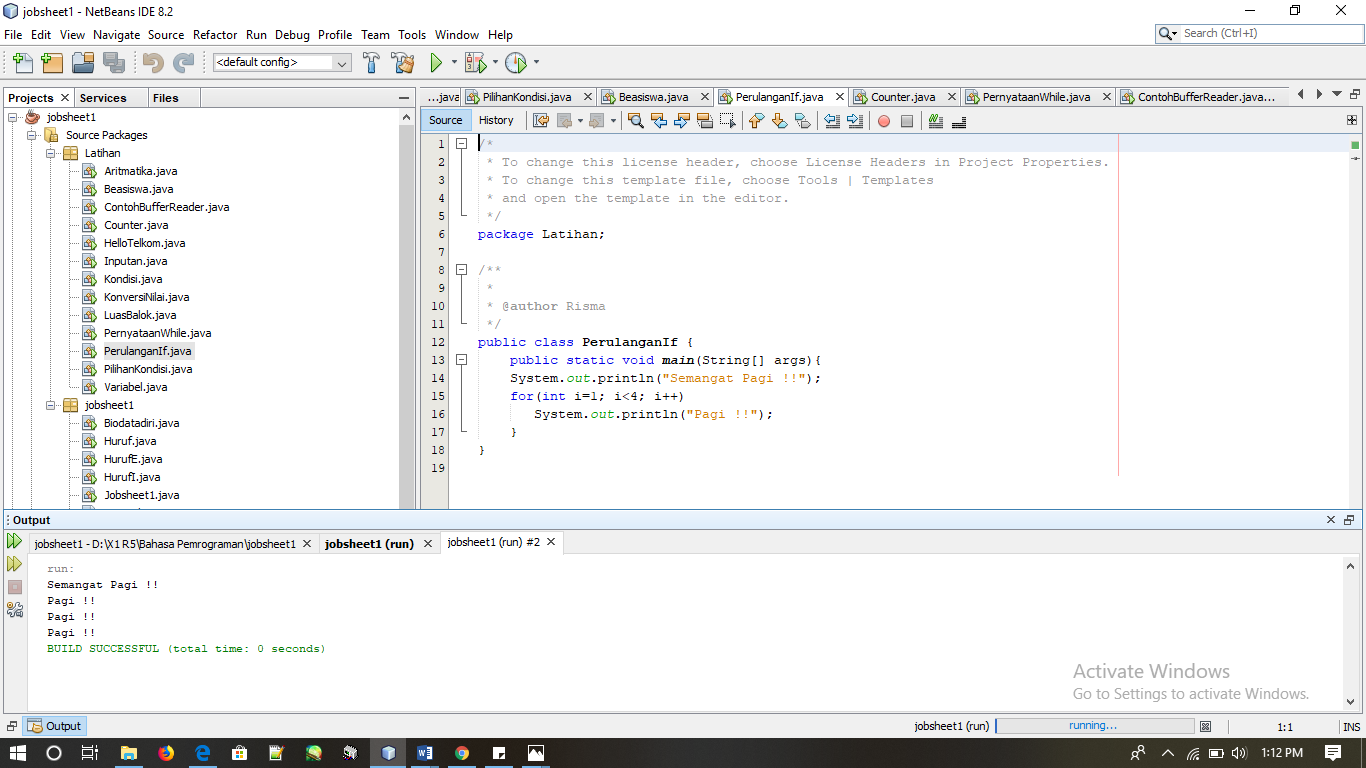 jobsheet1 - NetBeans IDE 8.2
File Edit View Navigate Source Refactor Run Debug Profile Team Tools Window Help
Search (Ctrl+I)
<default config>
Projects Services Files
...java PilihanKondisi.java Beasiswa.java PerulanganIf.java Counter.java PernyataanWhile.java ContohBufferReader.java...
Source History
jobsheet1
Source Packages
Latihan
Aritmatika.java
Beasiswa.java
ContohBufferReader.java
Counter.java
HelloTelkom.java
Inputan.java
Kondisi.java
KonversiNilai.java
LuasBalok.java
PernyataanWhile.java
PerulanganIf.java
PilihanKondisi.java
Variabel.java
jobsheet1
Biodatadiri.java
Huruf.java
HurufE.java
HurufI.java
Jobsheet1.java
1 /*
2 * To change this license header, choose License Headers in Project Properties.
3 * To change this template file, choose Tools | Templates
4 * and open the template in the editor.
5 */
6 package Latihan;
7
8 /**
9 *
10 * @author Risma
11 */
12 public class PerulanganIf {
13 public static void main(String[] args){
14 System.out.println("Semangat Pagi !!");
15 for(int i=1; i<4; i++)
16 System.out.println("Pagi !!");
17 }
18 }
19
Output
jobsheet1 - D:\X1 R5\Bahasa Pemrograman\jobsheet1 jobsheet1 (run) jobsheet1 (run) #2
run:
Semangat Pagi !!
Pagi !!
Pagi !!
Pagi !!
BUILD SUCCESSFUL (total time: 0 seconds)
Activate Windows
Go to Settings to activate Windows.
Output
jobsheet1 (run) running... 1:1 INS
1:12 PM